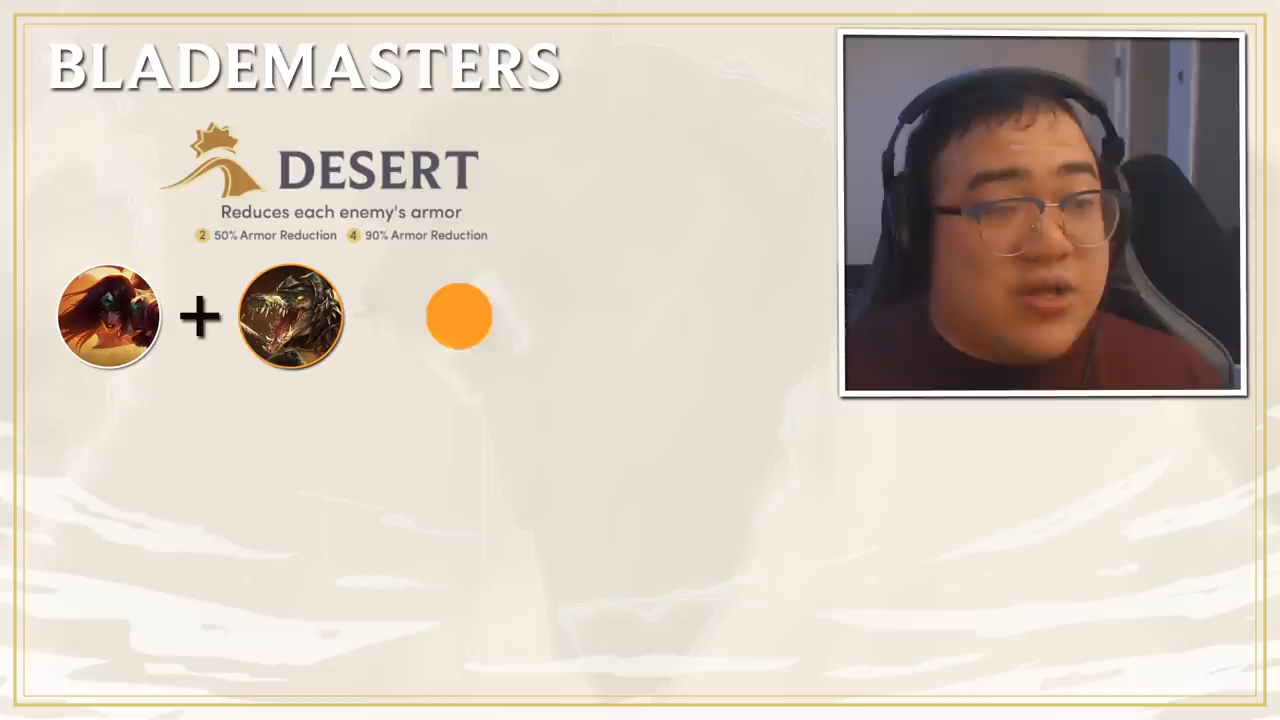 BLADEMASTERS
DESERT
Reduces each enemy's armor
2 50% Armor Reduction 4 90% Armor Reduction